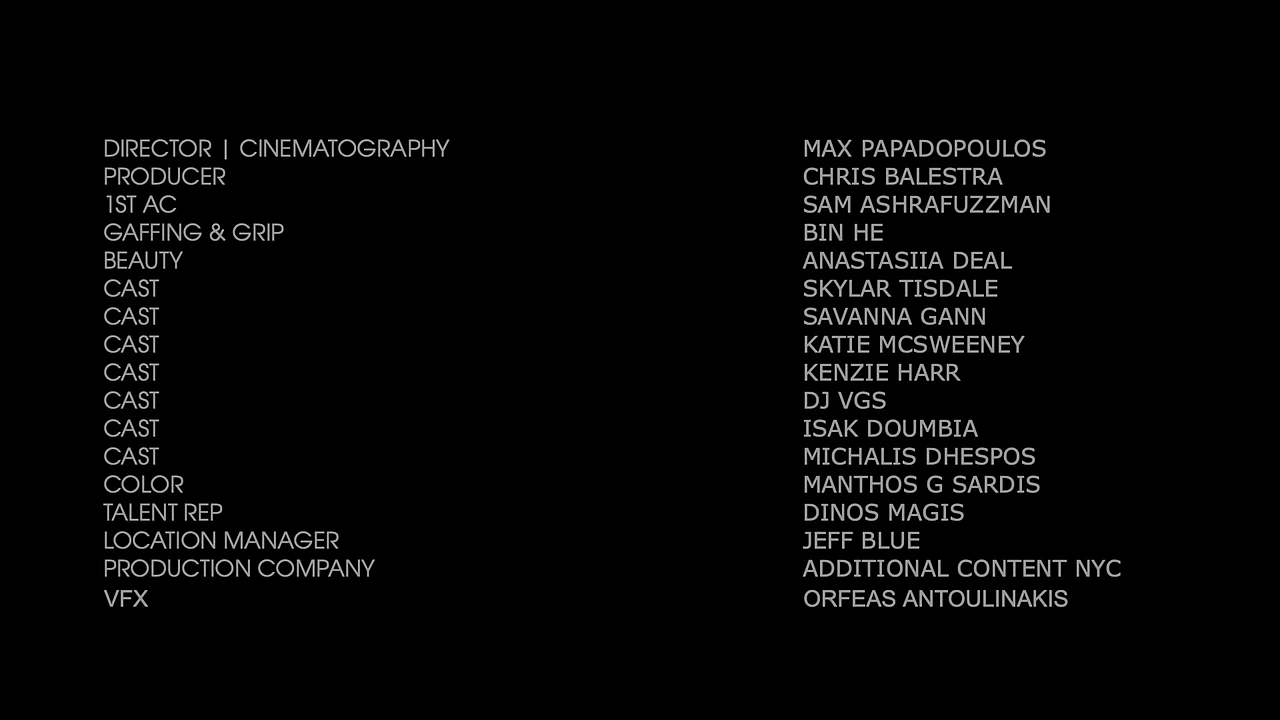 DIRECTOR | CINEMATOGRAPHY MAX PAPADOPOULOS
PRODUCER CHRIS BALESTRA
1ST AC SAM ASHRAFUZZMAN
GAFFING & GRIP BIN HE
BEAUTY ANASTASIIA DEAL
CAST SKYLAR TISDALE
CAST SAVANNA GANN
CAST KATIE MCSWEENEY
CAST KENZIE HARR
CAST DJ VGS
CAST ISAK DOUMBIA
CAST MICHALIS DHESPOS
COLOR MANTHOS G SARDIS
TALENT REP DINOS MAGIS
LOCATION MANAGER JEFF BLUE
PRODUCTION COMPANY ADDITIONAL CONTENT NYC
VFX ORFEAS ANTOULINAKIS